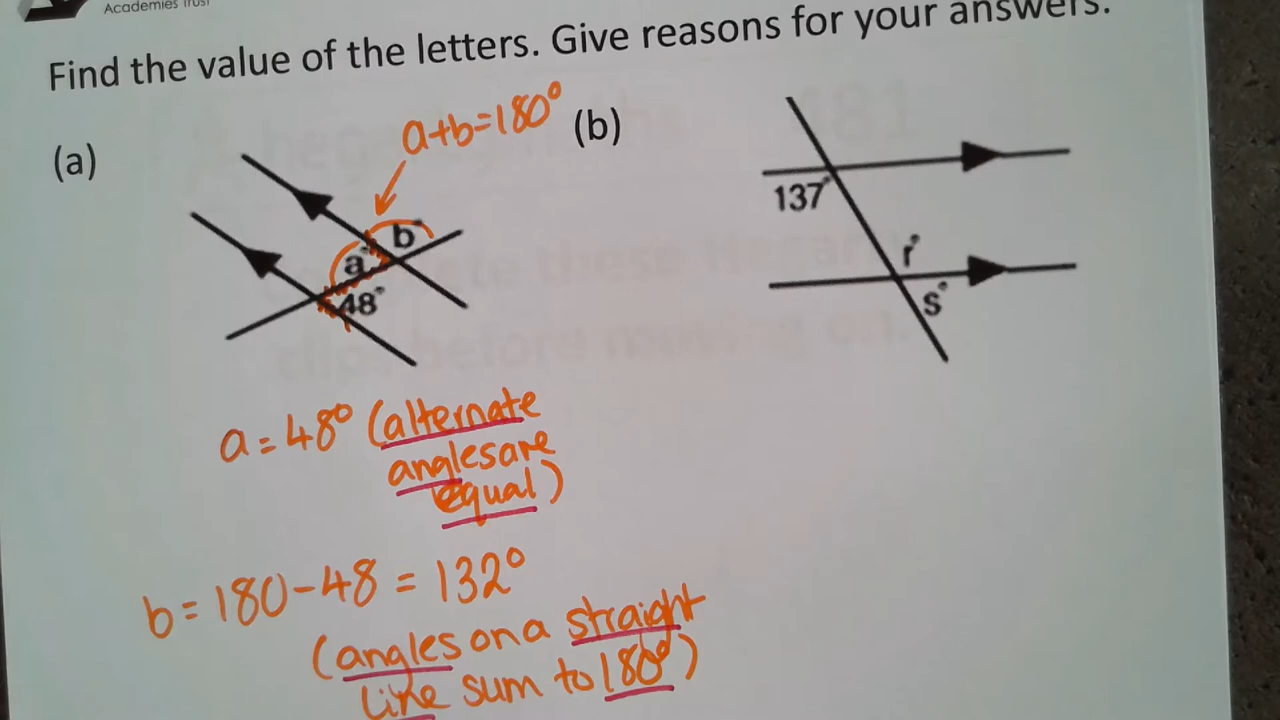 Academies Trust
Find the value of the letters. Give reasons for your answers.
a+b=180°
(a)
(b)
137°
b°
a°
r°
48°
s°
a = 48° (alternate
angles are
equal)
b = 180-48 = 132°
(angles on a straight
line sum to 180°)